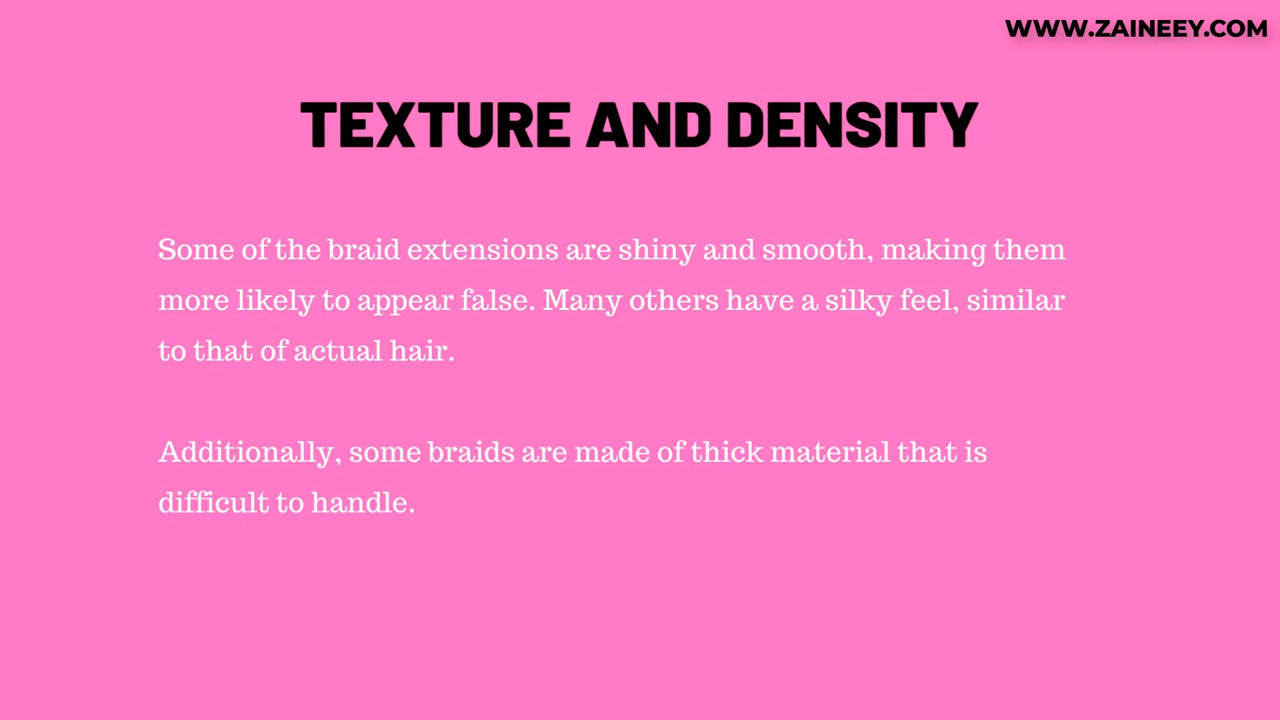 WWW.ZAINEEY.COM
TEXTURE AND DENSITY
Some of the braid extensions are shiny and smooth, making them
more likely to appear false. Many others have a silky feel, similar
to that of actual hair.
Additionally, some braids are made of thick material that is
difficult to handle.